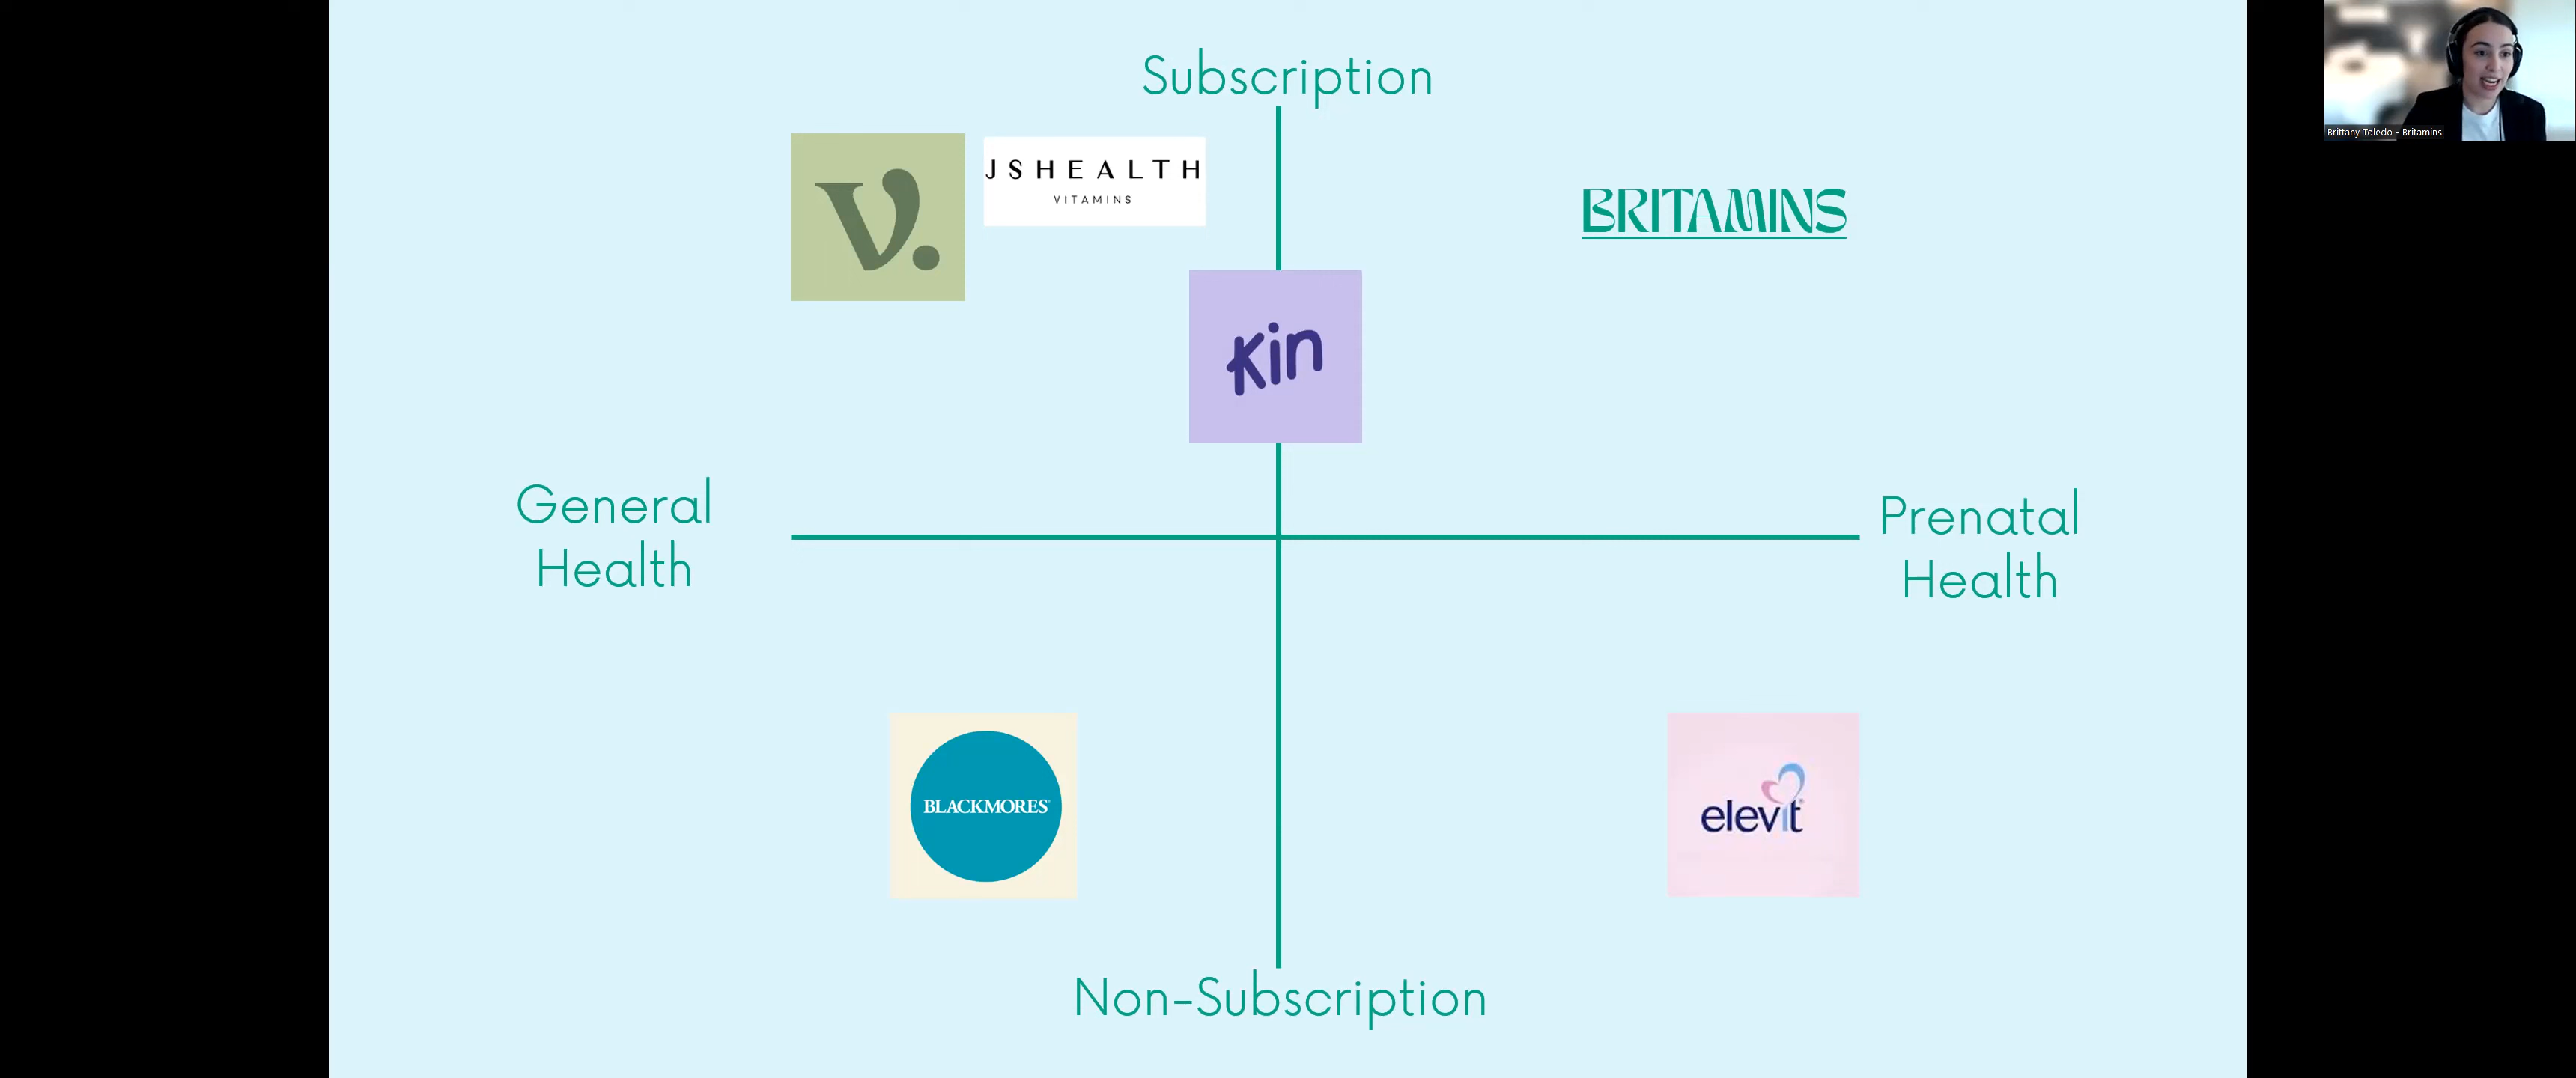 Subscription
V.
JSHEALTH
VITAMINS
BRITAMINS
Kin
General
Health
Prenatal
Health
BLACKMORES®
elevit®
Non-Subscription
Brittany Toledo - Britamins